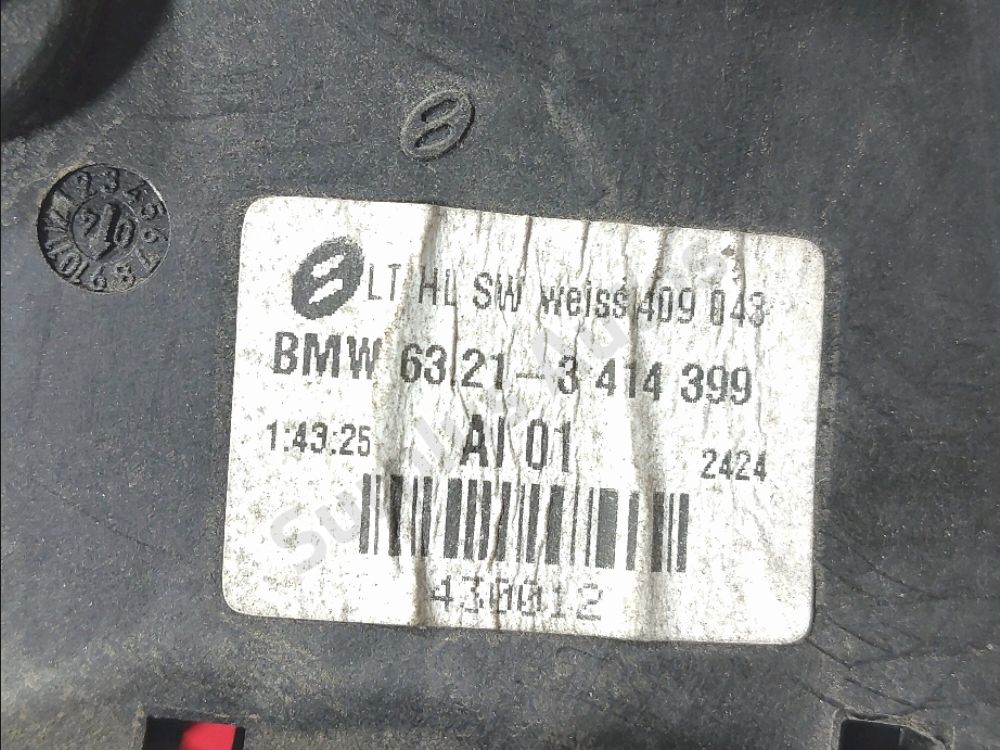 LT HL SW weiss 409 043
BMW 63.21-3 414 399
1:43:25 AI 01 2424
430012